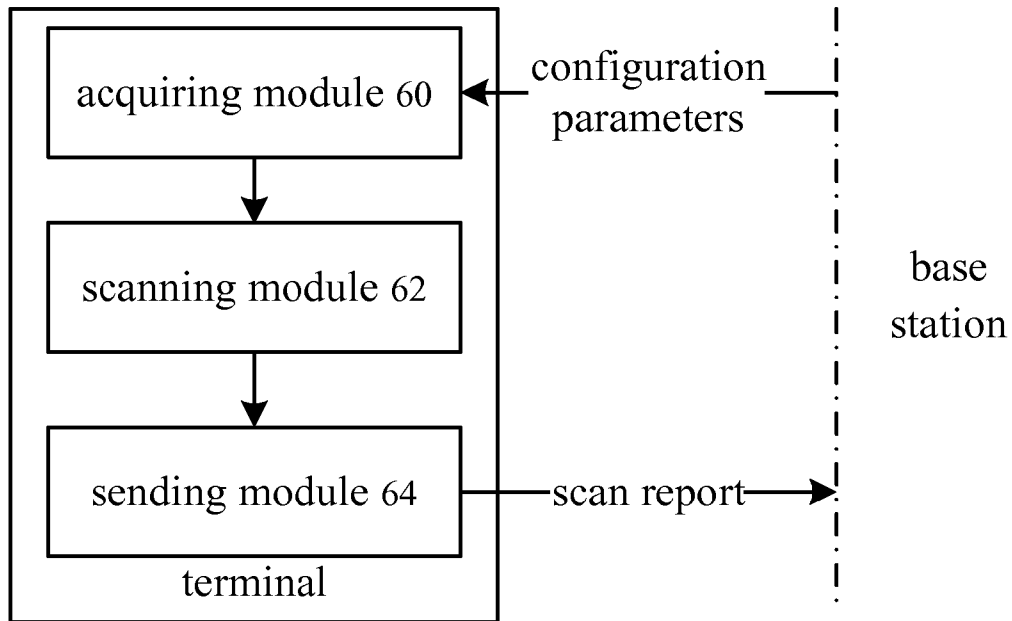 acquiring module 60
configuration
parameters
scanning module 62
base
station
sending module 64
scan report
terminal